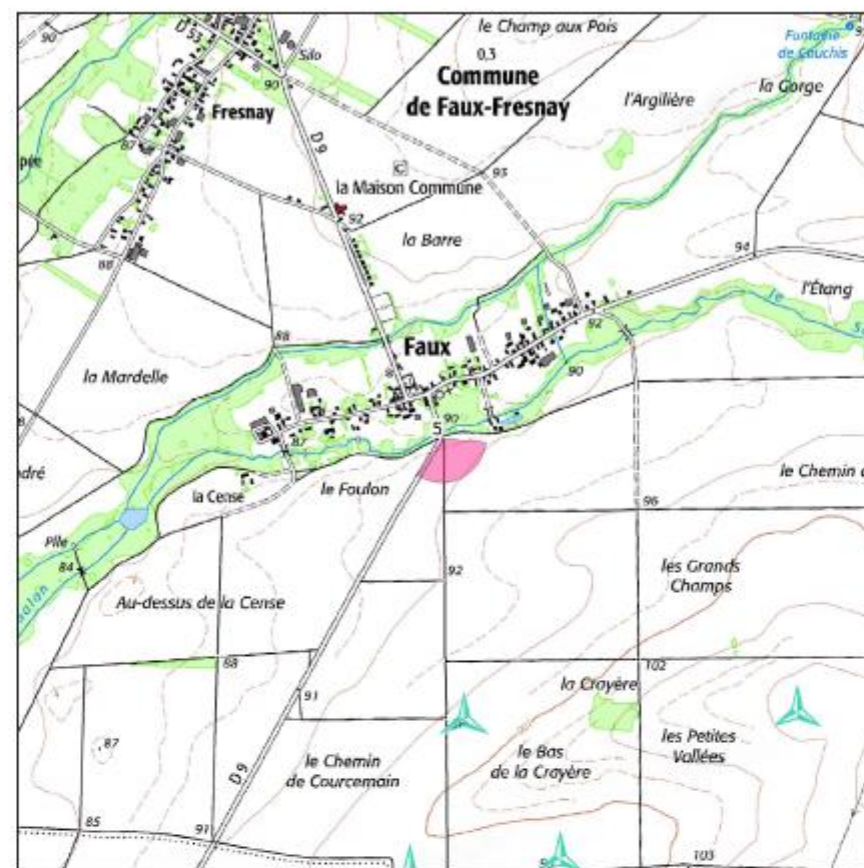 90
D 53
le Champ aux Pois
Silo
0,3
Fontaine
de Cauchis
90
Commune
de Faux-Fresnay
Fresnay
l'Argilière
la Gorge
D 9
87
93
la Maison Commune
92
la Barre
88
94
l'Étang
le
88
92
Faux
la Mardelle
90
90
5
87
la Cense
le Foulon
le Chemin d
96
Plle
84
92
les Grands
Champs
Au-dessus de la Cense
88
102
91
la Crayère
87
le Chemin
de Courcemain
le Bas
de la Crayère
les Petites
Vallées
D 9
85
91
103